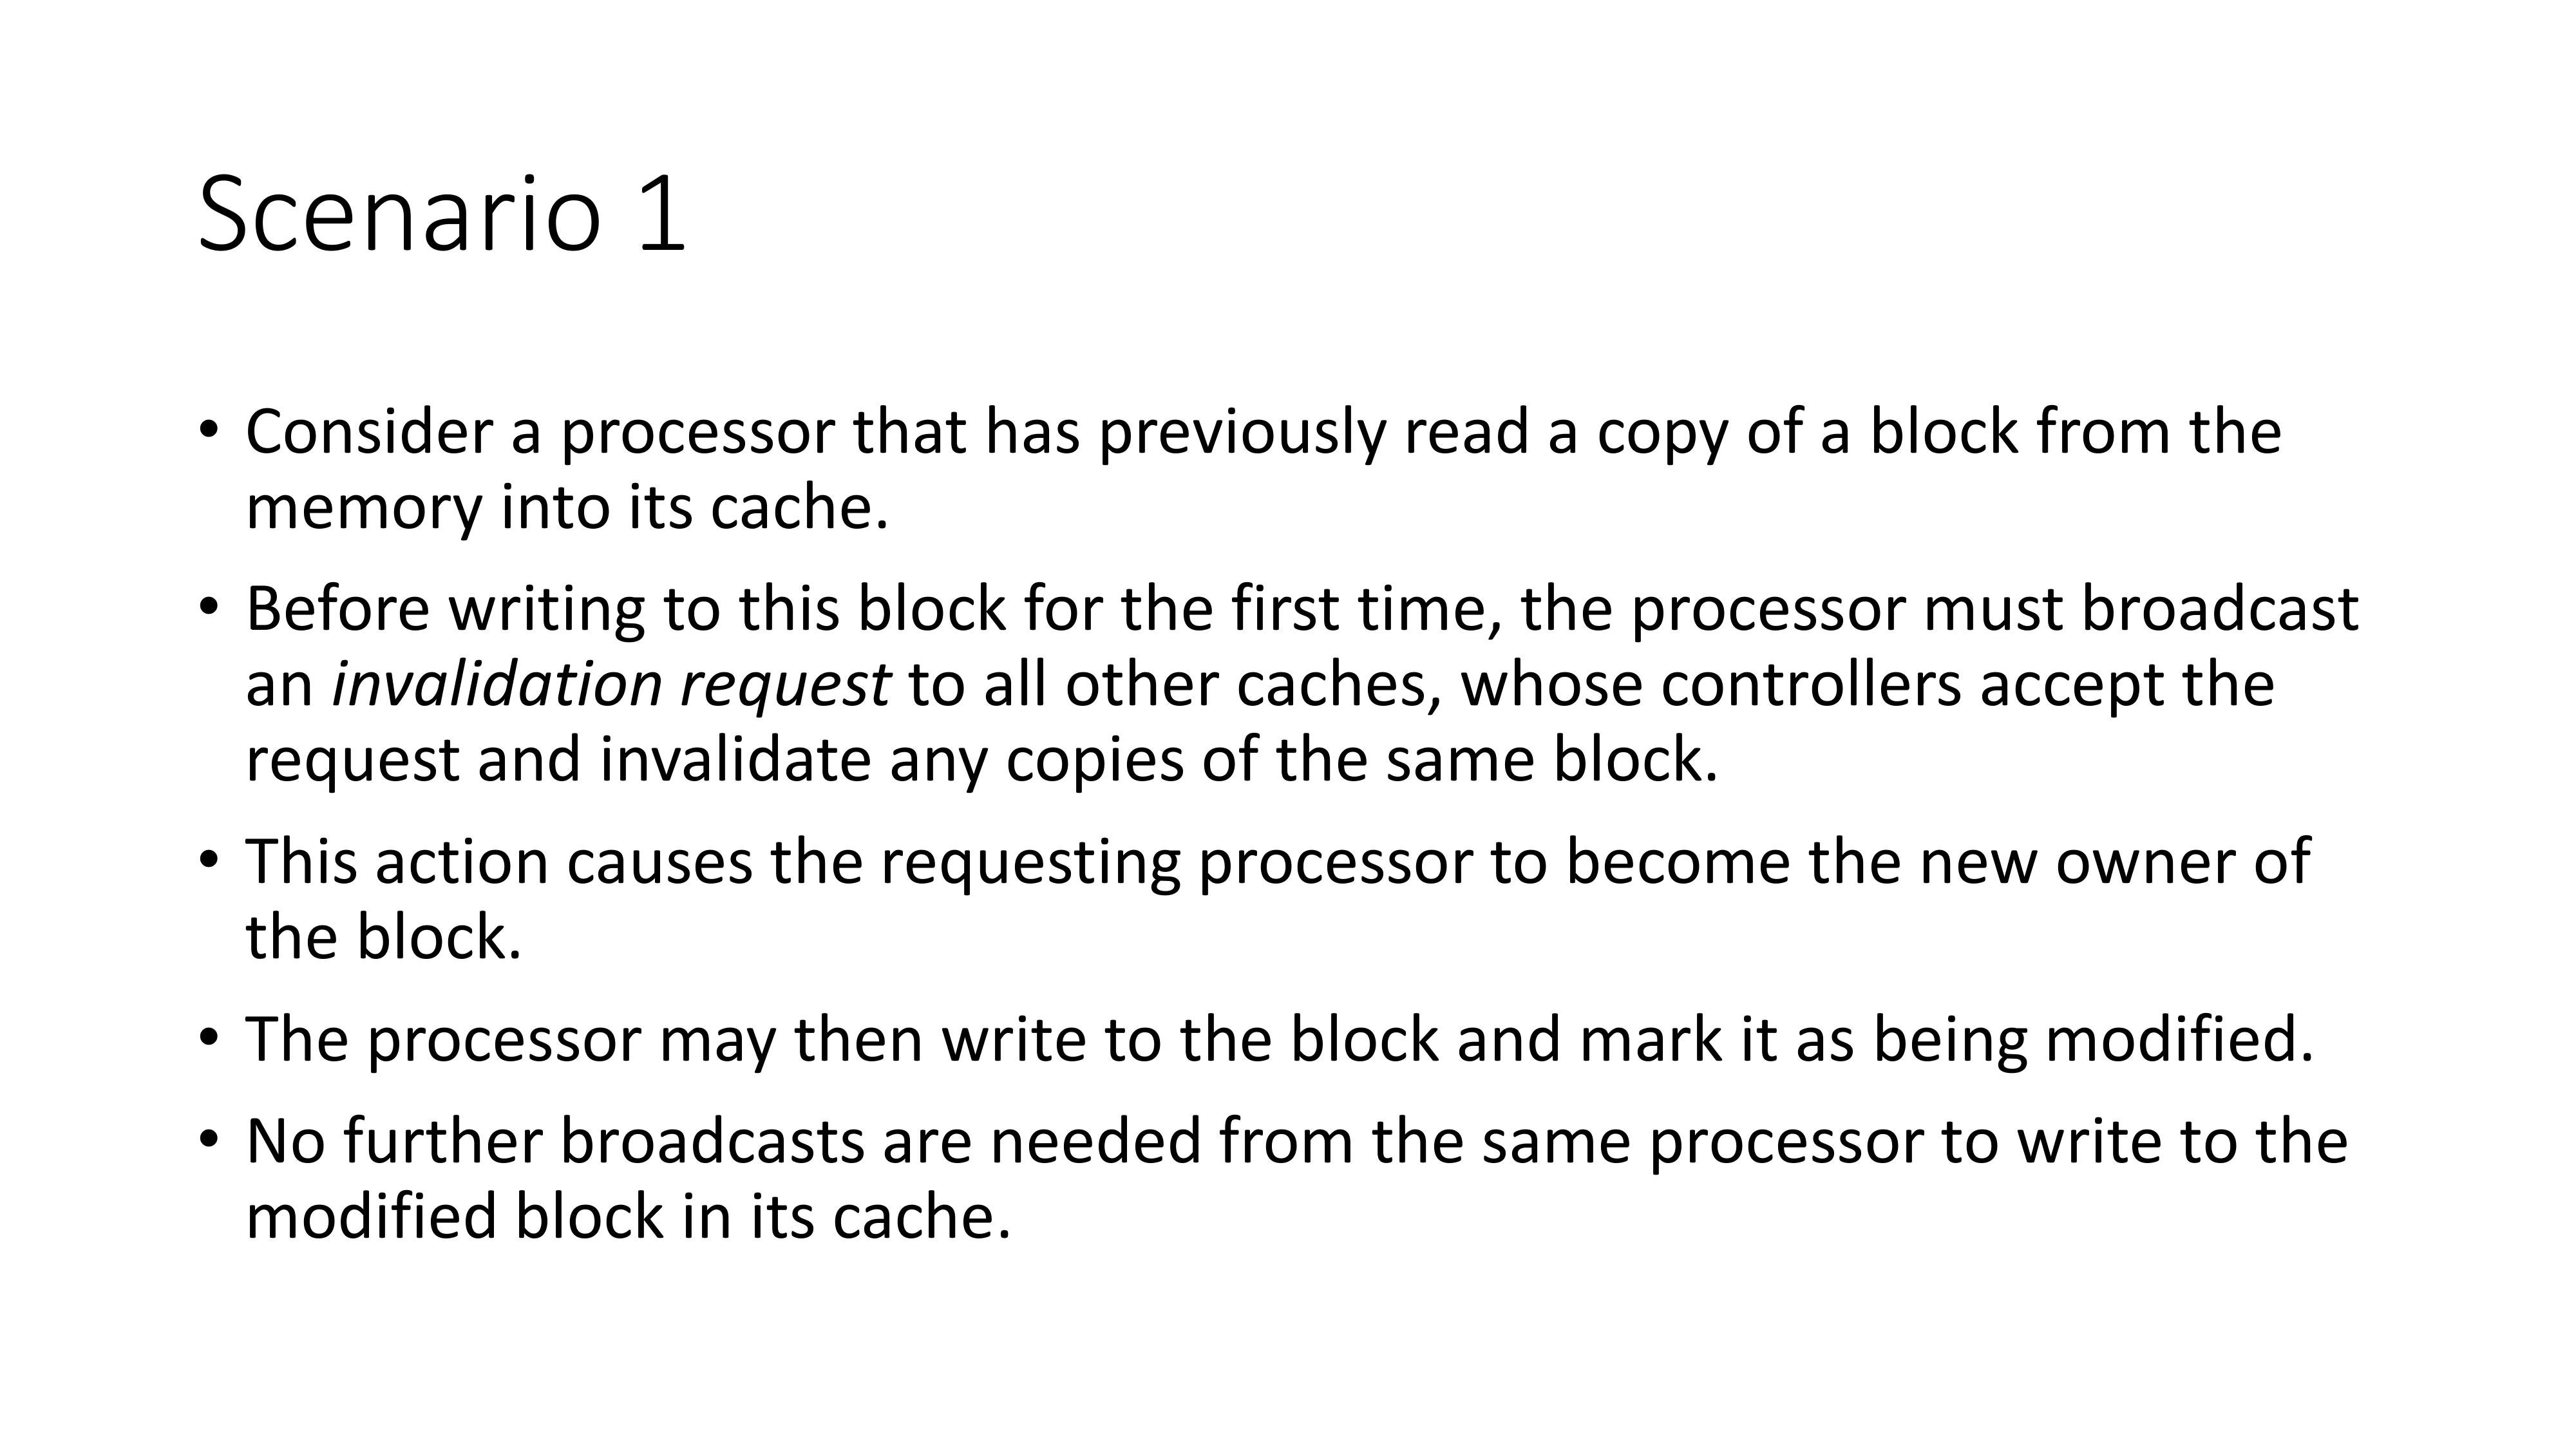 Scenario 1
• Consider a processor that has previously read a copy of a block from the
memory into its cache.
• Before writing to this block for the first time, the processor must broadcast
an invalidation request to all other caches, whose controllers accept the
request and invalidate any copies of the same block.
• This action causes the requesting processor to become the new owner of
the block.
• The processor may then write to the block and mark it as being modified.
• No further broadcasts are needed from the same processor to write to the
modified block in its cache.